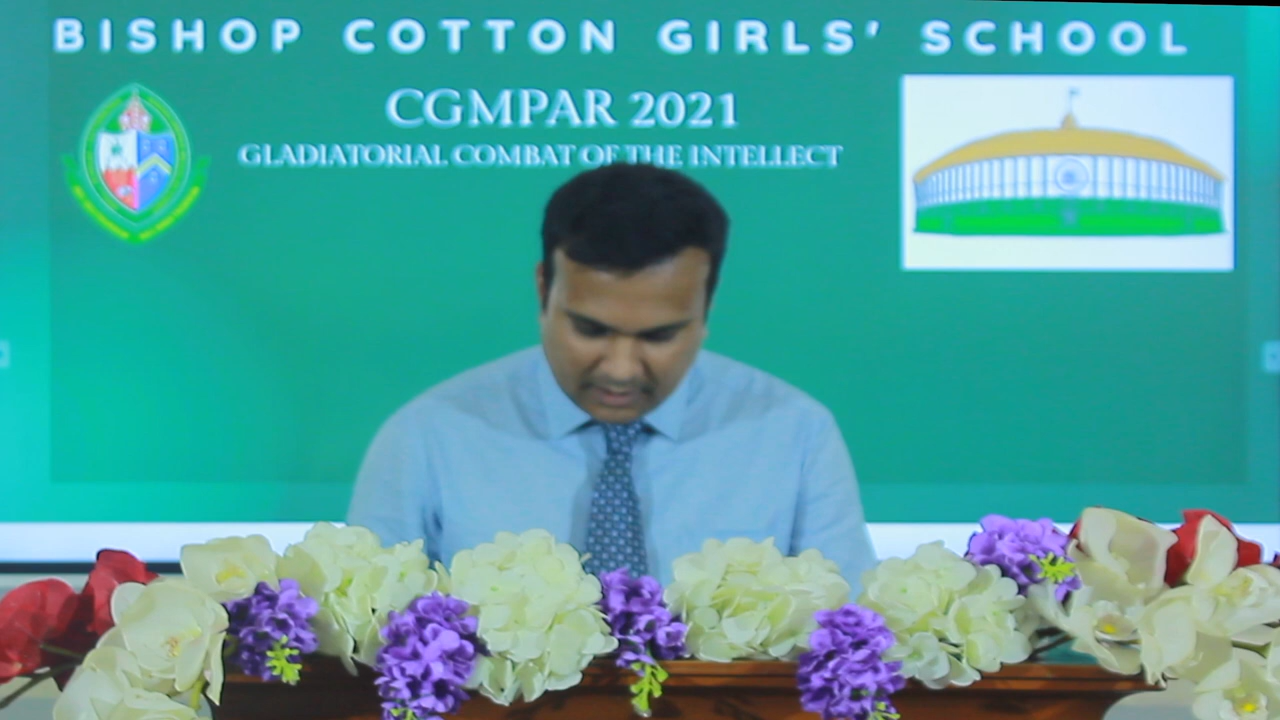 BISHOP COTTON GIRLS' SCHOOL
CGMPAR 2021
GLADIATORIAL COMBAT OF THE INTELLECT